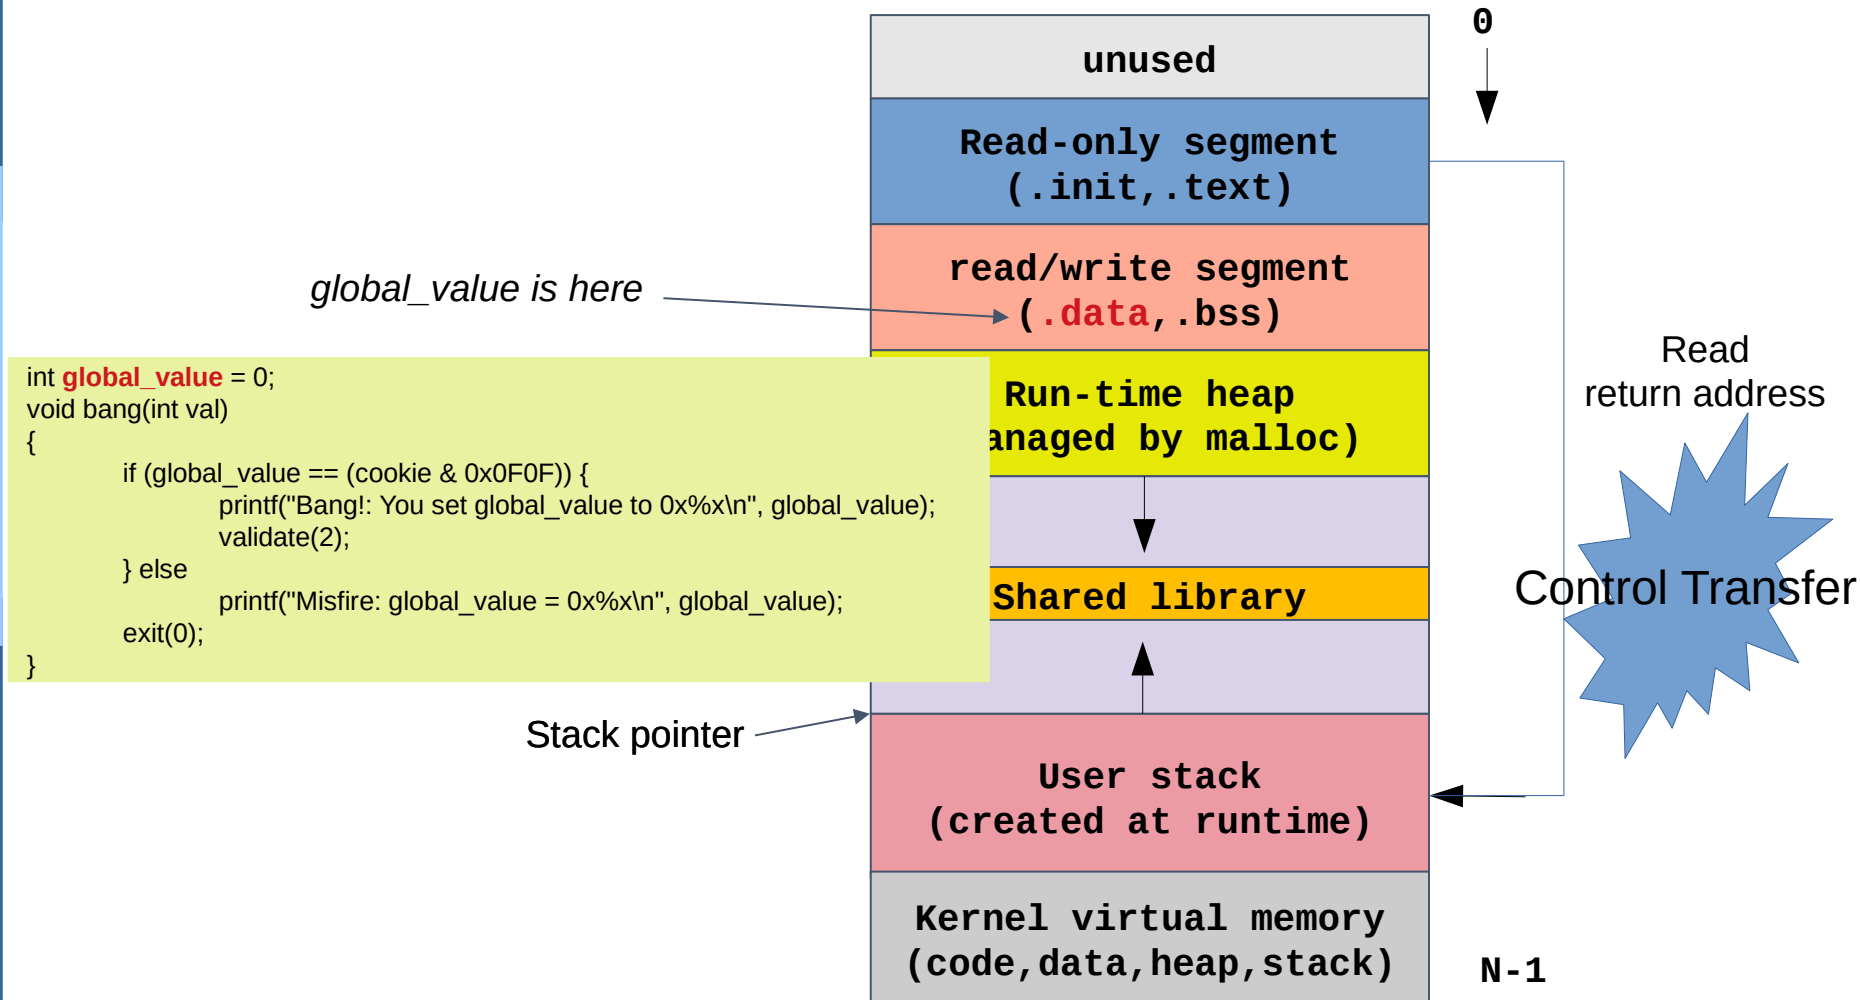 0
unused
Read-only segment
(.init,.text)
global_value is here
read/write segment
(.data,.bss)
Read
return address
int global_value = 0;
void bang(int val)
{
if (global_value == (cookie & 0x0F0F)) {
printf("Bang!: You set global_value to 0x%x\n", global_value);
validate(2);
} else
printf("Misfire: global_value = 0x%x\n", global_value);
exit(0);
}
Run-time heap
anaged by malloc)
Shared library
Control Transfer
Stack pointer
User stack
(created at runtime)
Kernel virtual memory
(code,data,heap,stack)
N-1